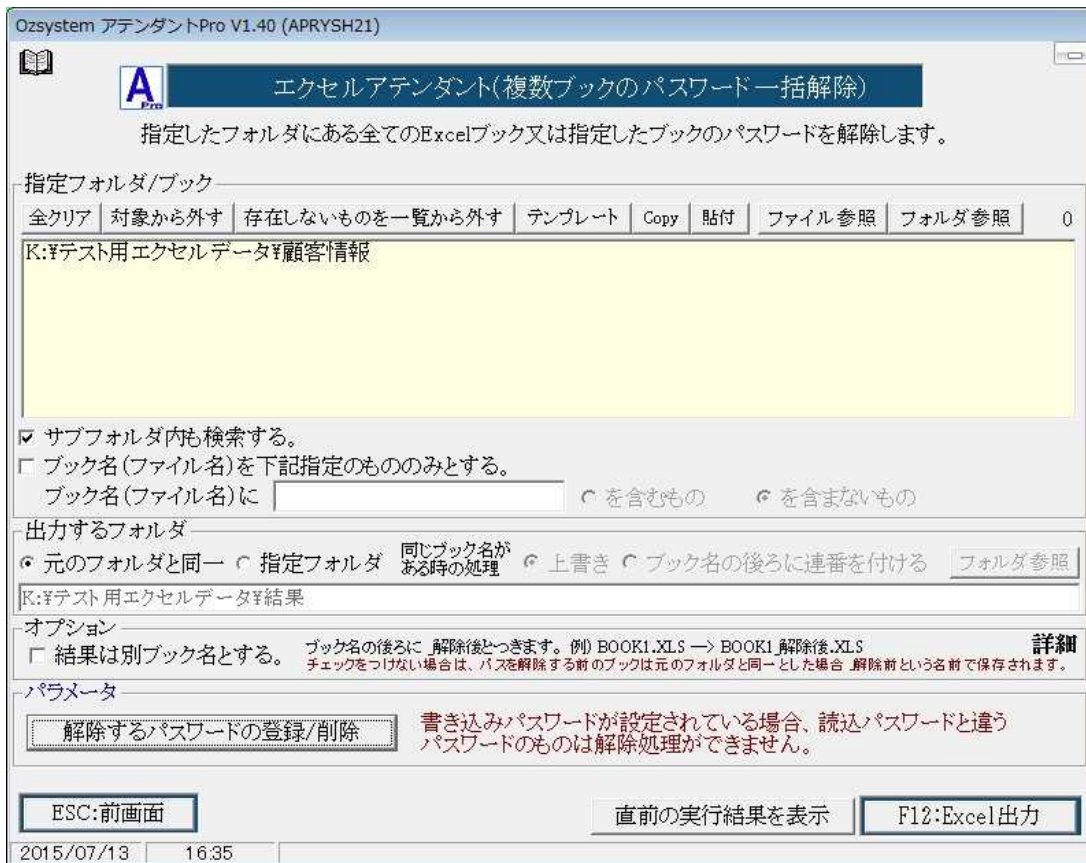 Ozsystem アテンダントPro V1.40 (APRYSH21)
A Pro
エクセルアテンダント(複数ブックのパスワード一括解除)
指定したフォルダにある全てのExcelブック又は指定したブックのパスワードを解除します。
指定フォルダ/ブック
全クリア 対象から外す 存在しないものを一覧から外す テンプレート Copy 貼付 ファイル参照 フォルダ参照 0
K:¥テスト用エクセルデータ¥顧客情報
サブフォルダ内も検索する。
ブック名(ファイル名)を下記指定のもののみとする。
ブック名(ファイル名)に を含むもの を含まないもの
出力するフォルダ
元のフォルダと同一 指定フォルダ 同じブック名が
ある時の処理 上書き ブック名の後ろに連番を付ける フォルダ参照
K:¥テスト用エクセルデータ¥結果
オプション
結果は別ブック名とする。 ブック名の後ろに_解除後とつきます。例) BOOK1.XLS ―> BOOK1_解除後.XLS 詳細
チェックをつけない場合は、パスを解除する前のブックは元のフォルダと同一とした場合_解除前という名前で保存されます。
パラメータ
解除するパスワードの登録/削除 書き込みパスワードが設定されている場合、読込パスワードと違う
パスワードのものは解除処理ができません。
ESC:前画面 直前の実行結果を表示 F12:Excel出力
2015/07/13 16:35